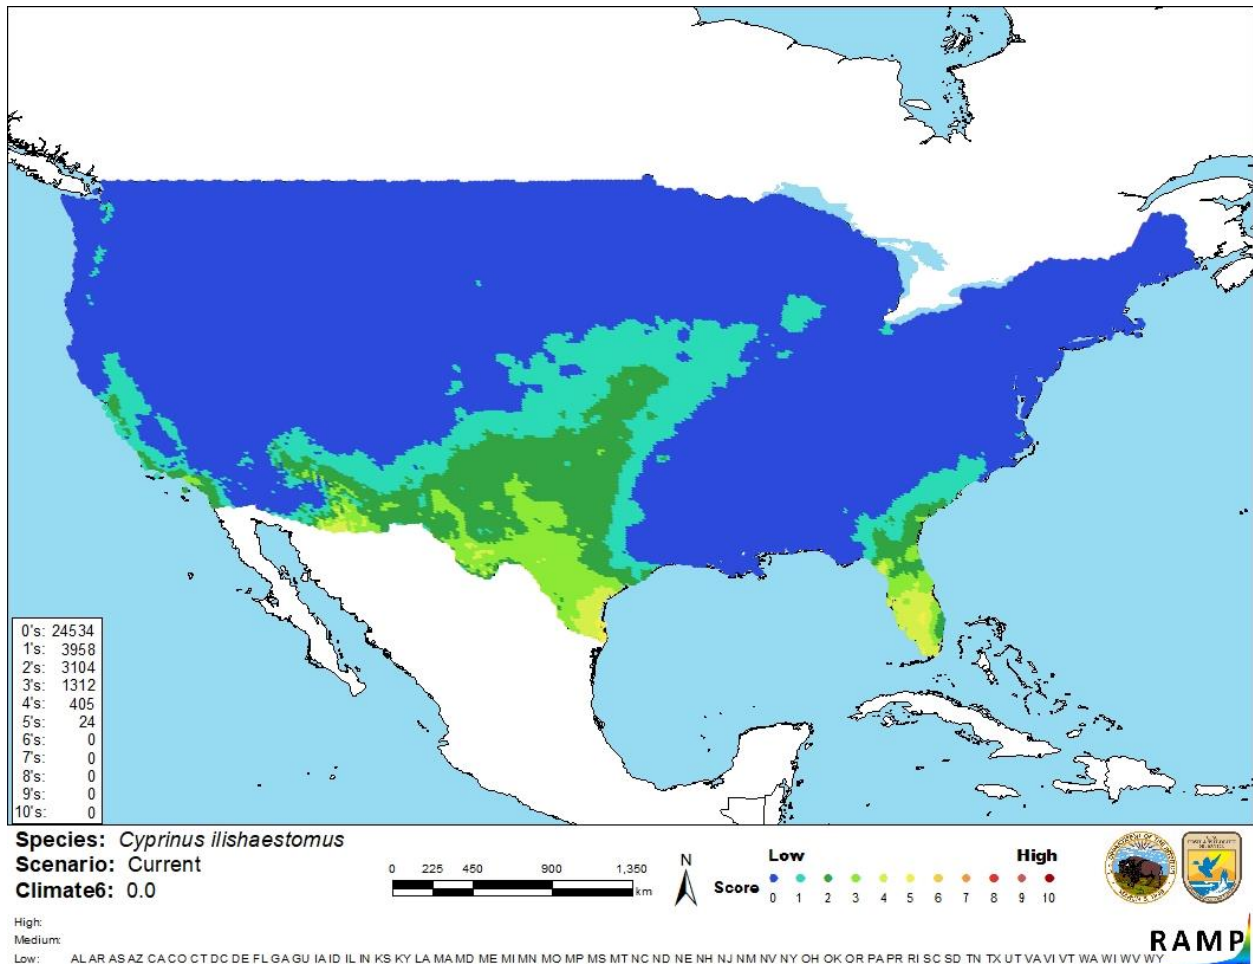 0's: 24534
1's: 3958
2's: 3104
3's: 1312
4's: 405
5's: 24
6's: 0
7's: 0
8's: 0
9's: 0
10's: 0
Species: Cyprinus ilishaestomus
Scenario: Current
Climate6: 0.0
0 225 450 900 1,350
km
N
Low High
Score
0 1 2 3 4 5 6 7 8 9 10
High:
Medium:
Low: AL AR AS AZ CA CO CT DC DE FL GA GU IA ID IL IN KS KY LA MA MD ME MI MN MO MP MS MT NC ND NE NH NJ NM NV NY OH OK OR PA PR RI SC SD TN TX UT VA VI VT WA WI WV WY
RAMP